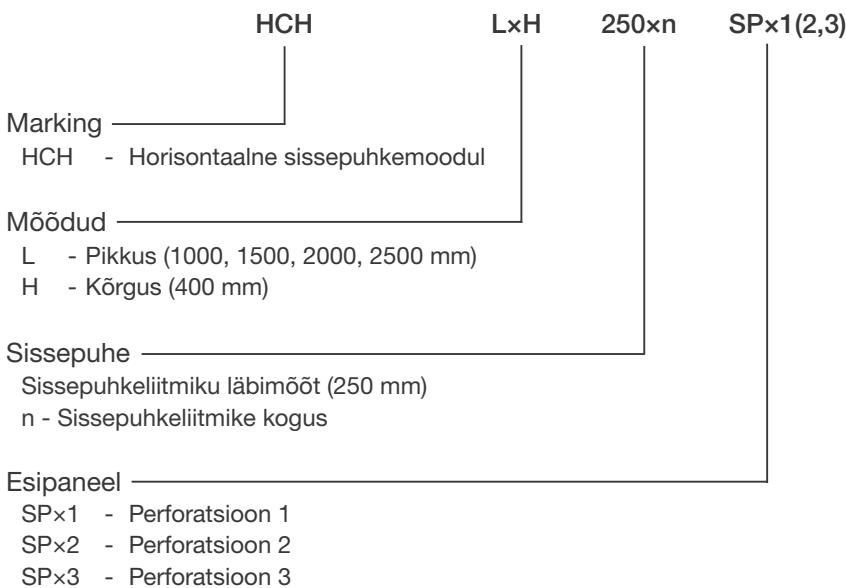 HCH L×H 250×n SP×1(2,3)
Marking
HCH - Horisontaalne sissepuhkemoodul
Mõõdud
L - Pikkus (1000, 1500, 2000, 2500 mm)
H - Kõrgus (400 mm)
Sissepuhe
Sissepuhkeliitmiku läbimõõt (250 mm)
n - Sissepuhkeliitmike kogus
Esipaneel
SP×1 - Perforatsioon 1
SP×2 - Perforatsioon 2
SP×3 - Perforatsioon 3